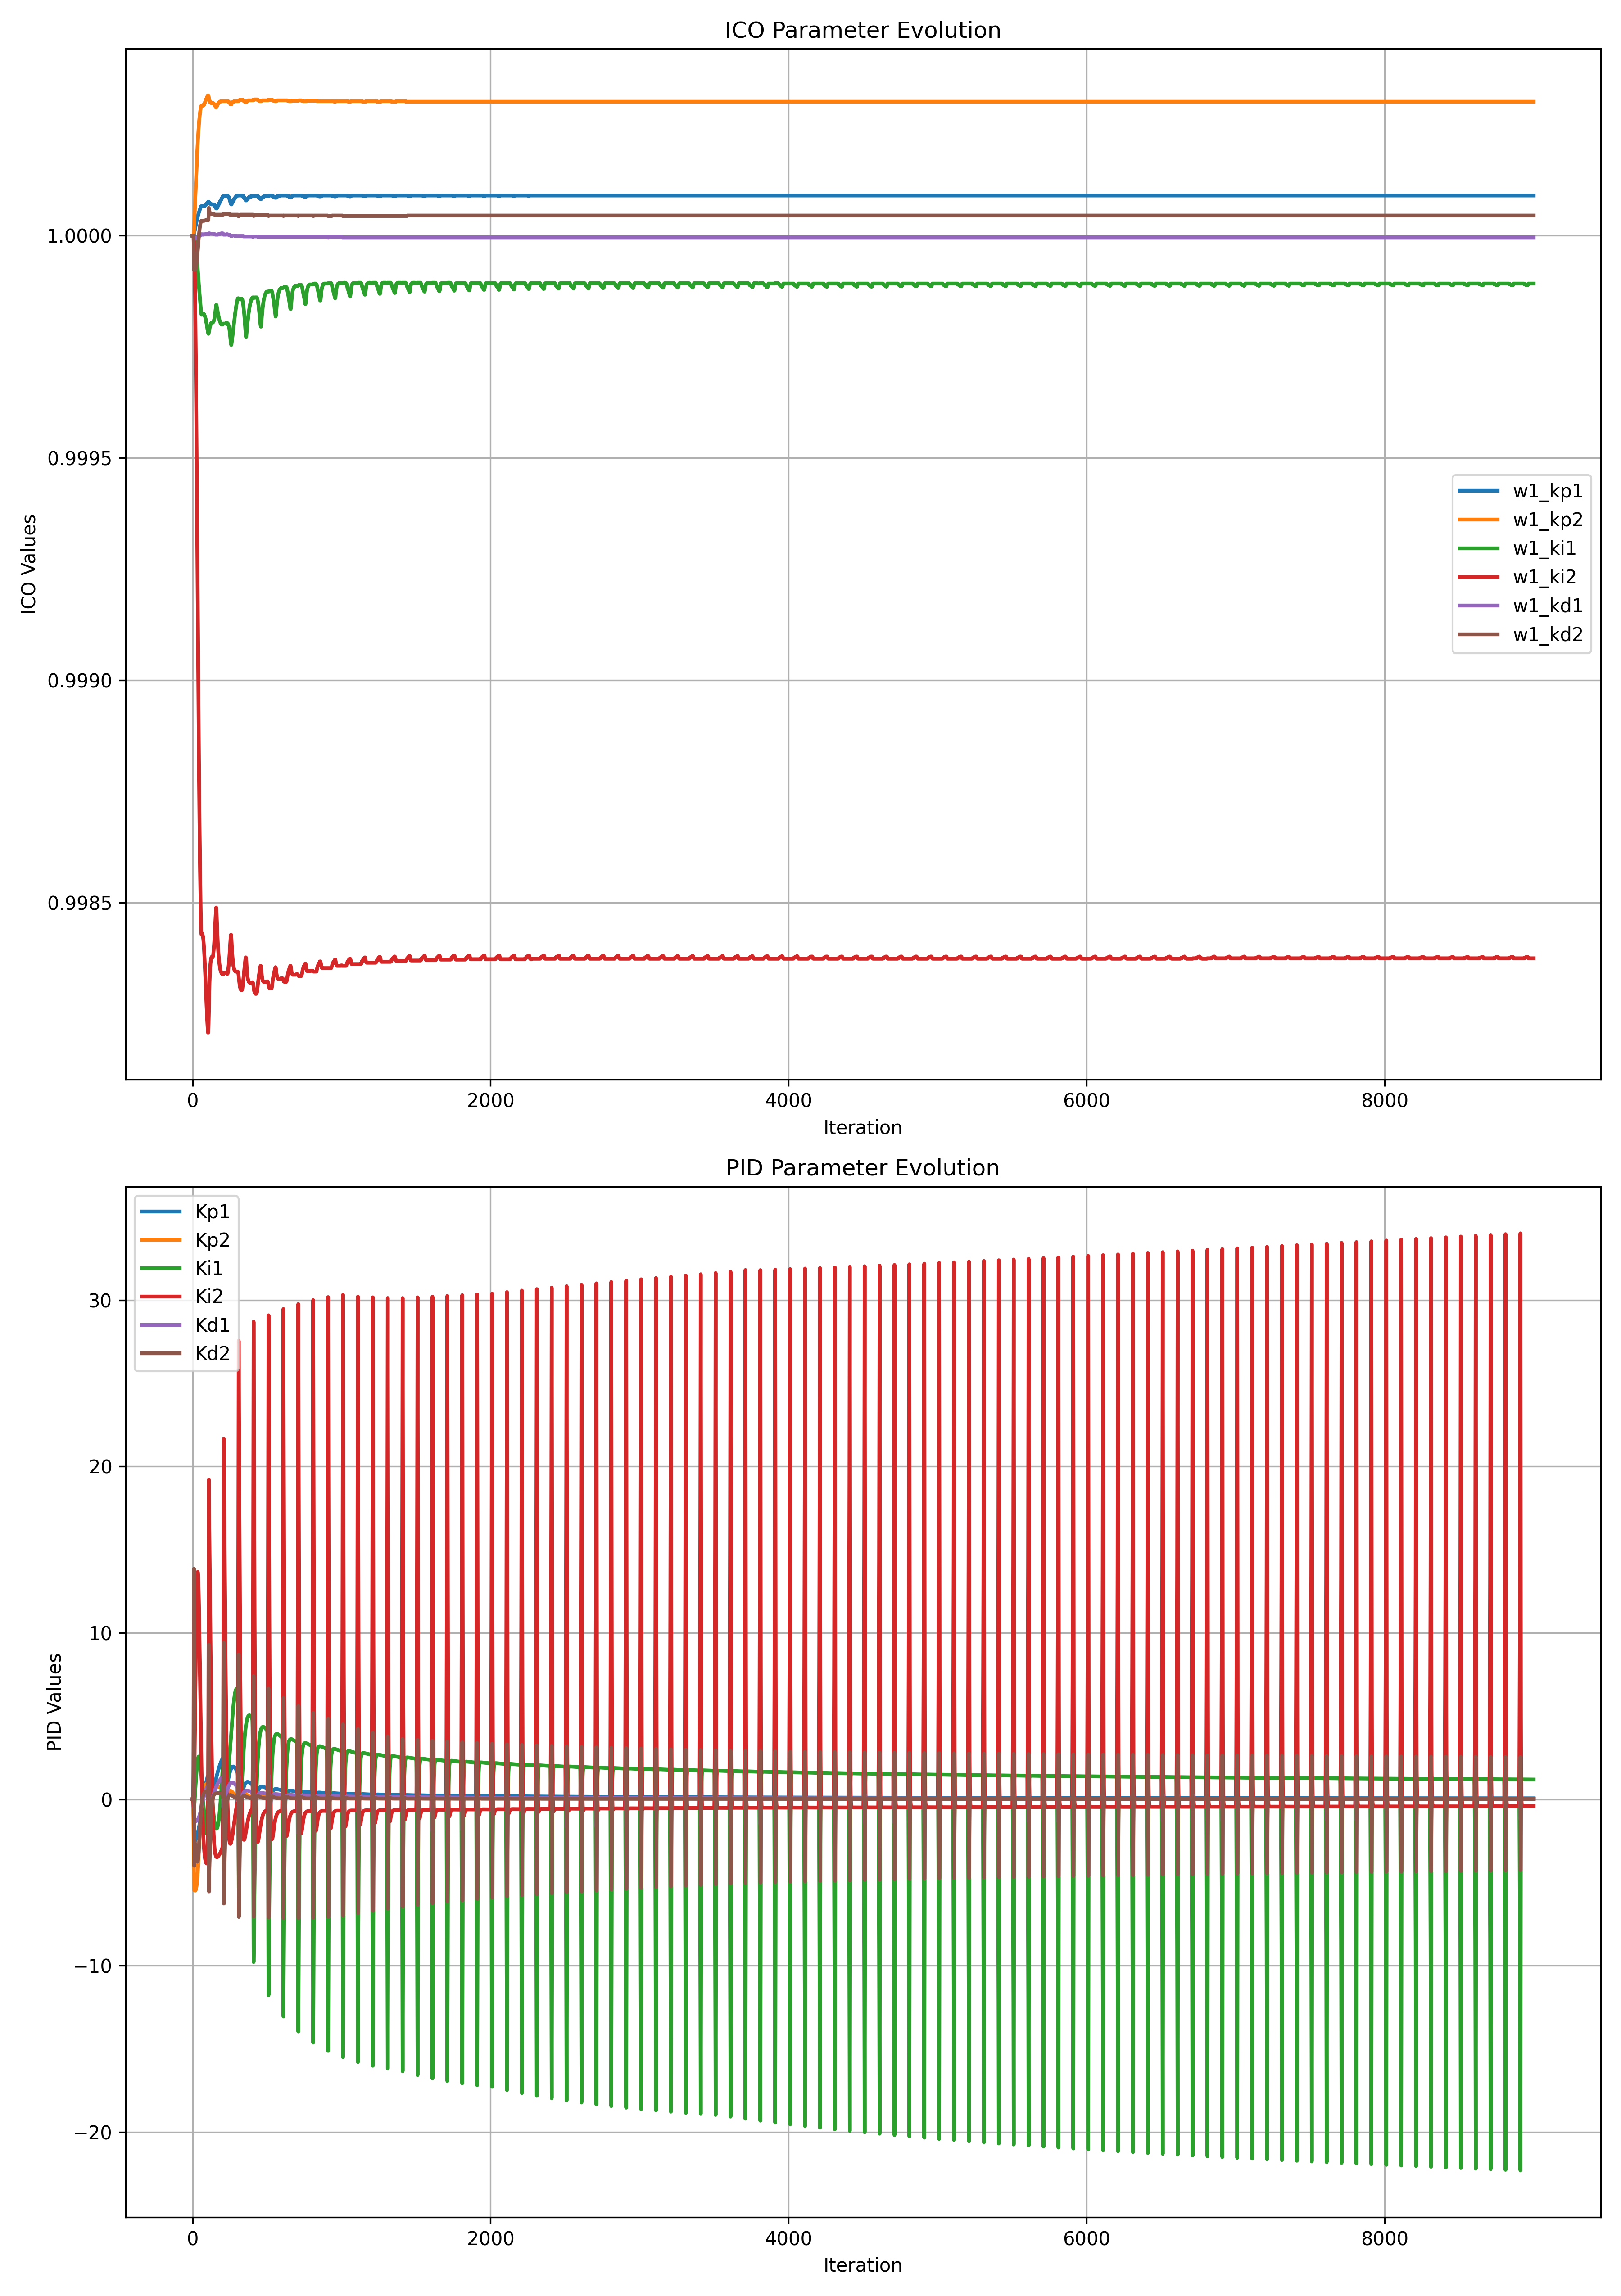 ICO Parameter Evolution
1.0000
0.9995
0.9990
0.9985
ICO Values
w1_kp1
w1_kp2
w1_ki1
w1_ki2
w1_kd1
w1_kd2
0 2000 4000 6000 8000
Iteration
PID Parameter Evolution
Kp1
Kp2
Ki1
Ki2
Kd1
Kd2
30
20
10
0
−10
−20
PID Values
0 2000 4000 6000 8000
Iteration